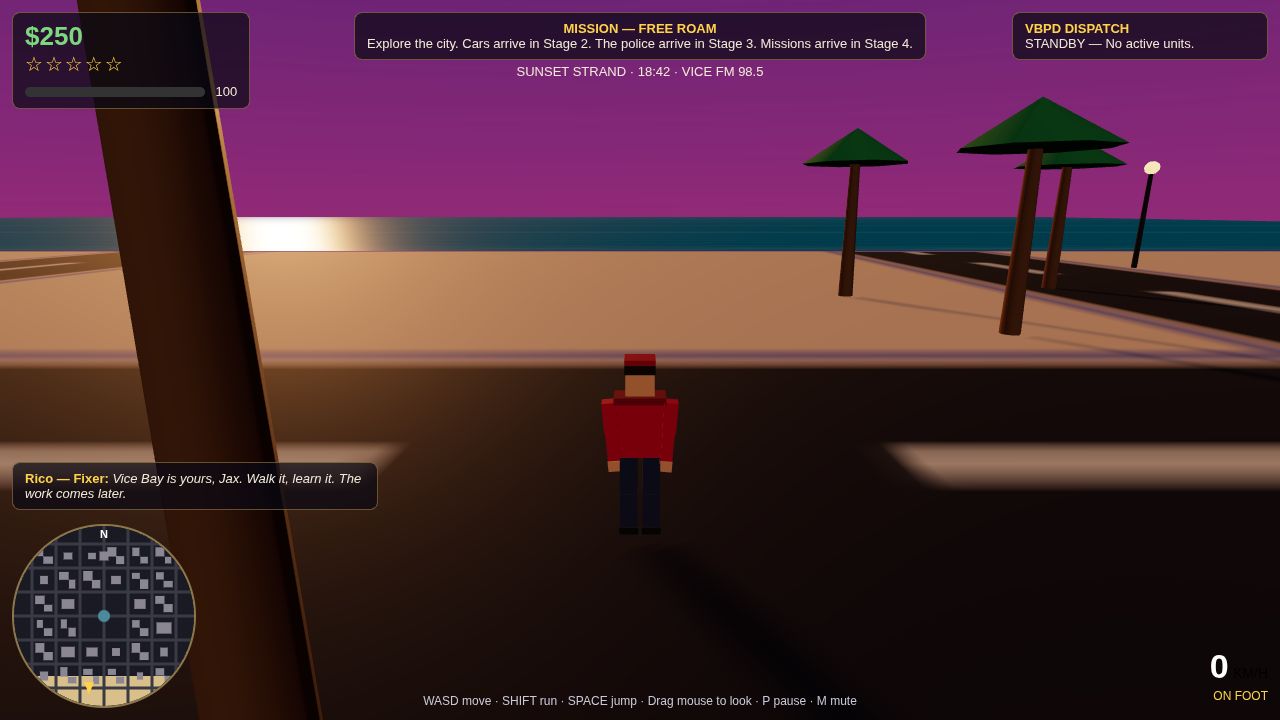 $250
☆☆☆☆☆
100
MISSION — FREE ROAM
Explore the city. Cars arrive in Stage 2. The police arrive in Stage 3. Missions arrive in Stage 4.
SUNSET STRAND · 18:42 · VICE FM 98.5
VBPD DISPATCH
STANDBY — No active units.
Rico — Fixer: Vice Bay is yours, Jax. Walk it, learn it. The
work comes later.
N
WASD move · SHIFT run · SPACE jump · Drag mouse to look · P pause · M mute
0 KM/H
ON FOOT